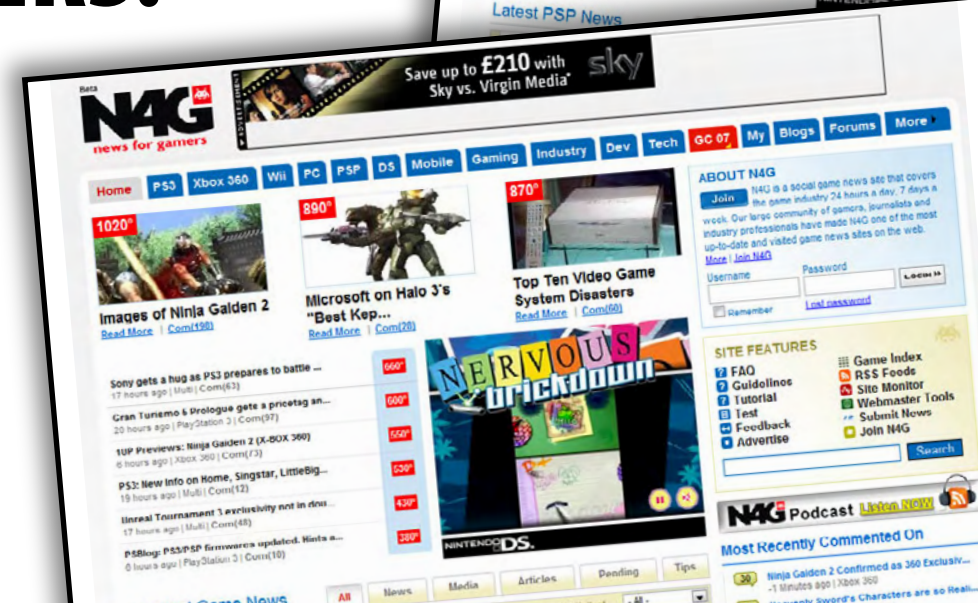 ERS:
Latest PSP News
Beta
N4G
news for gamers
ADVERTISEMENT
Save up to £210 with
Sky vs. Virgin Media*
sky
Home PS3 Xbox 360 Wii PC PSP DS Mobile Gaming Industry Dev Tech GC 07 My Blogs Forums More
1020°
Images of Ninja Gaiden 2
Read More | Com(190)
890°
Microsoft on Halo 3's
"Best Kep...
Read More | Com(20)
870°
Top Ten Video Game
System Disasters
Read More | Com(60)
ABOUT N4G
Join N4G is a social game news site that covers
the game industry 24 hours a day, 7 days a
week. Our large community of gamers, journalists and
industry professionals have made N4G one of the most
up-to-date and visited game news sites on the web.
More | Join N4G
Username Password
LOGIN
Remember Lost password
Sony gets a hug as PS3 prepares to battle ... 660°
17 hours ago | Multi | Com(63)
Gran Turismo 5 Prologue gets a pricetag an... 600°
20 hours ago | PlayStation 3 | Com(97)
1UP Previews: Ninja Gaiden 2 (X-BOX 360) 550°
6 hours ago | Xbox 360 | Com(73)
PS3: New Info on Home, Singstar, LittleBig... 530°
19 hours ago | Multi | Com(12)
Unreal Tournament 3 exclusivity not in dou... 430°
17 hours ago | Multi | Com(48)
PSBlog: PS3/PSP firmwares updated. Hints a... 380°
6 hours ago | PlayStation 3 | Com(10)
NERVOUS
brickdown
NINTENDO DS.
SITE FEATURES
FAQ
Guidelines
Tutorial
Test
Feedback
Advertise
Game Index
RSS Feeds
Site Monitor
Webmaster Tools
Submit News
Join N4G
Search
N4G Podcast Listen NOW
Most Recently Commented On
30 Ninja Gaiden 2 Confirmed as 360 Exclusiv...
-1 Minutes ago | Xbox 360
Sword's Characters are so Real
Game News
All News Media Articles Pending Tips
- All -